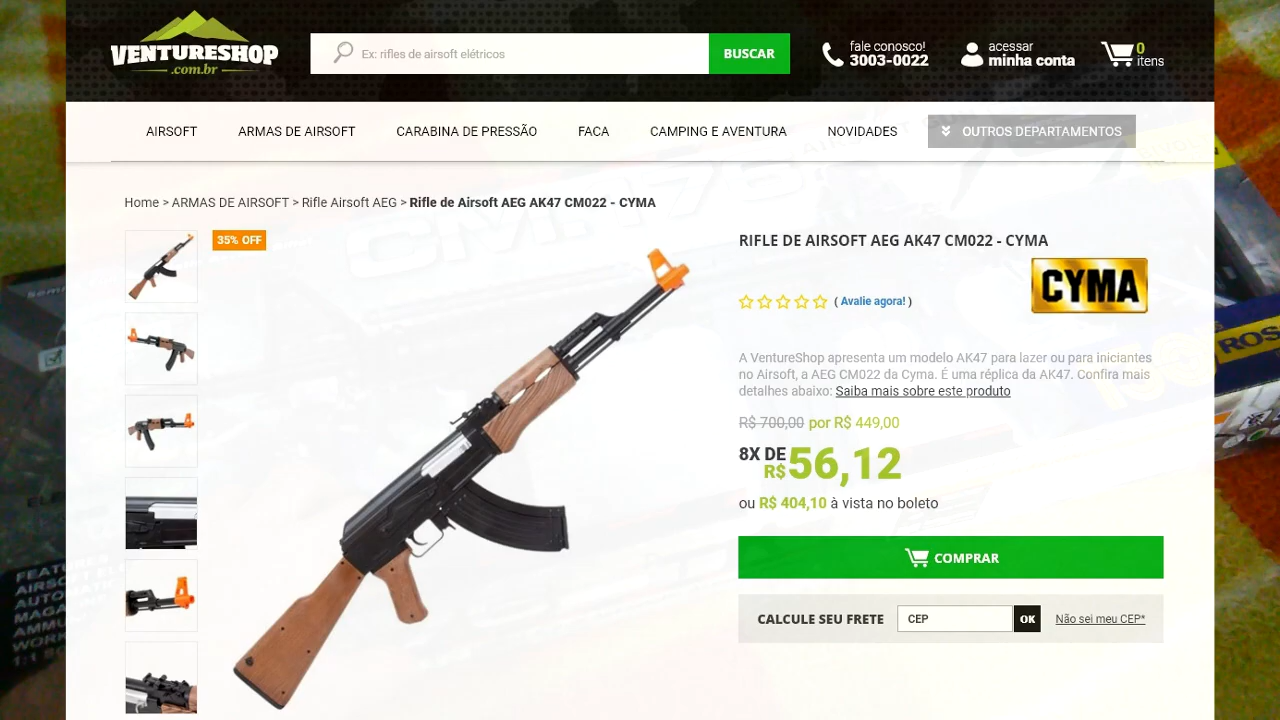 VENTURESHOP
.com.br
Ex: rifles de airsoft elétricos
BUSCAR
fale conosco!
3003-0022
acessar
minha conta
0
itens
AIRSOFT
ARMAS DE AIRSOFT
CARABINA DE PRESSÃO
FACA
CAMPING E AVENTURA
NOVIDADES
OUTROS DEPARTAMENTOS
Home > ARMAS DE AIRSOFT > Rifle Airsoft AEG > Rifle de Airsoft AEG AK47 CM022 - CYMA
35% OFF
RIFLE DE AIRSOFT AEG AK47 CM022 - CYMA
CYMA
( Avalie agora! )
A VentureShop apresenta um modelo AK47 para lazer ou para iniciantes
no Airsoft, a AEG CM022 da Cyma. É uma réplica da AK47. Confira mais
detalhes abaixo: Saiba mais sobre este produto
R$ 700,00 por R$ 449,00
8X DE
R$ 56,12
ou R$ 404,10 à vista no boleto
COMPRAR
CALCULE SEU FRETE
CEP
OK
Não sei meu CEP*